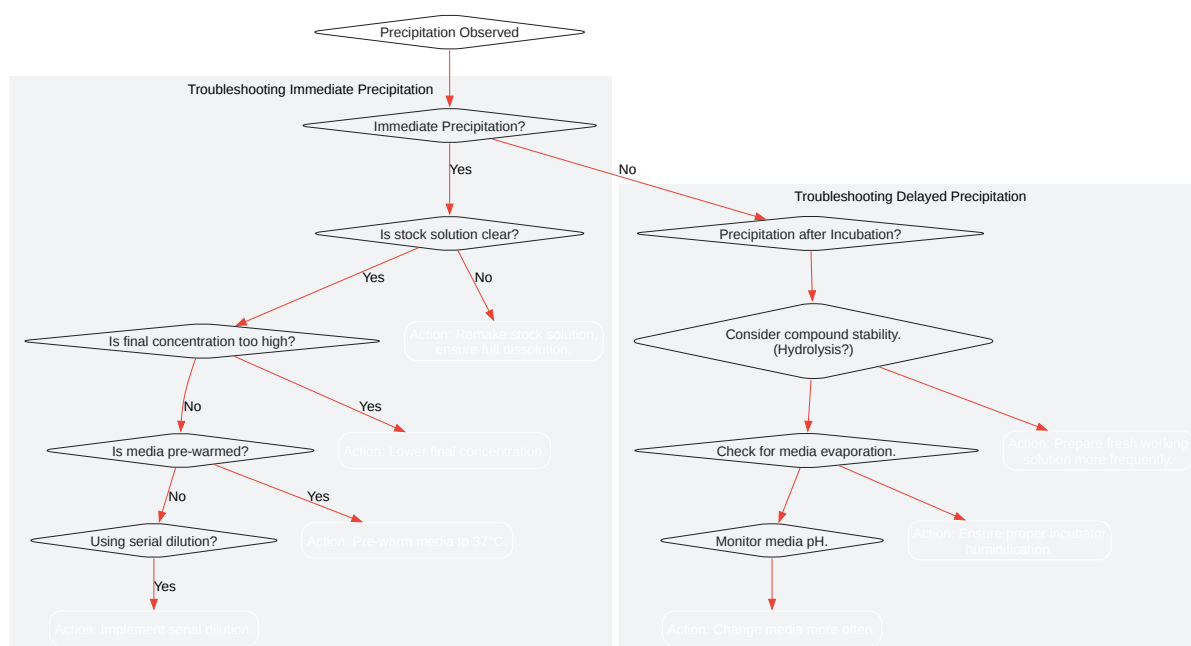 Precipitation Observed
Troubleshooting Immediate Precipitation
Immediate Precipitation?
Yes
No
Troubleshooting Delayed Precipitation
Is stock solution clear?
Precipitation after Incubation?
Yes
No
Is final concentration too high?
Action: Remake stock solution,
ensure full dissolution.
Consider compound stability.
(Hydrolysis?)
No
Yes
Is media pre-warmed?
Action: Lower final concentration.
Check for media evaporation.
Action: Prepare fresh working
solution more frequently.
No
Yes
Using serial dilution?
Action: Pre-warm media to 37°C.
Monitor media pH.
Action: Ensure proper incubator
humidification.
Yes
Action: Implement serial dilution.
Action: Change media more often.